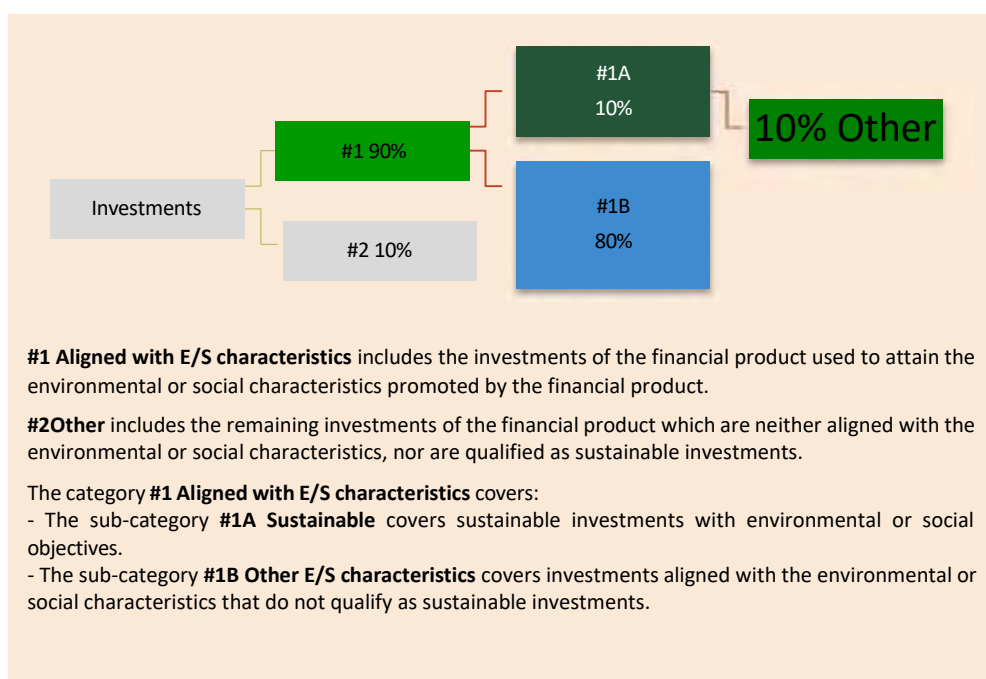 #1A
10%
10% Other
#1 90%
Investments
#1B
80%
#2 10%
#1 Aligned with E/S characteristics includes the investments of the financial product used to attain the
environmental or social characteristics promoted by the financial product.
#2Other includes the remaining investments of the financial product which are neither aligned with the
environmental or social characteristics, nor are qualified as sustainable investments.
The category #1 Aligned with E/S characteristics covers:
- The sub-category #1A Sustainable covers sustainable investments with environmental or social
objectives.
- The sub-category #1B Other E/S characteristics covers investments aligned with the environmental or
social characteristics that do not qualify as sustainable investments.